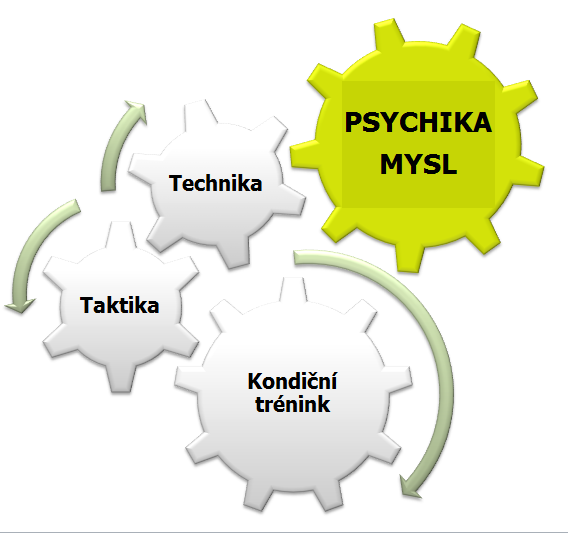 PSYCHIKA
MYSL
Technika
Taktika
Kondiční
trénink